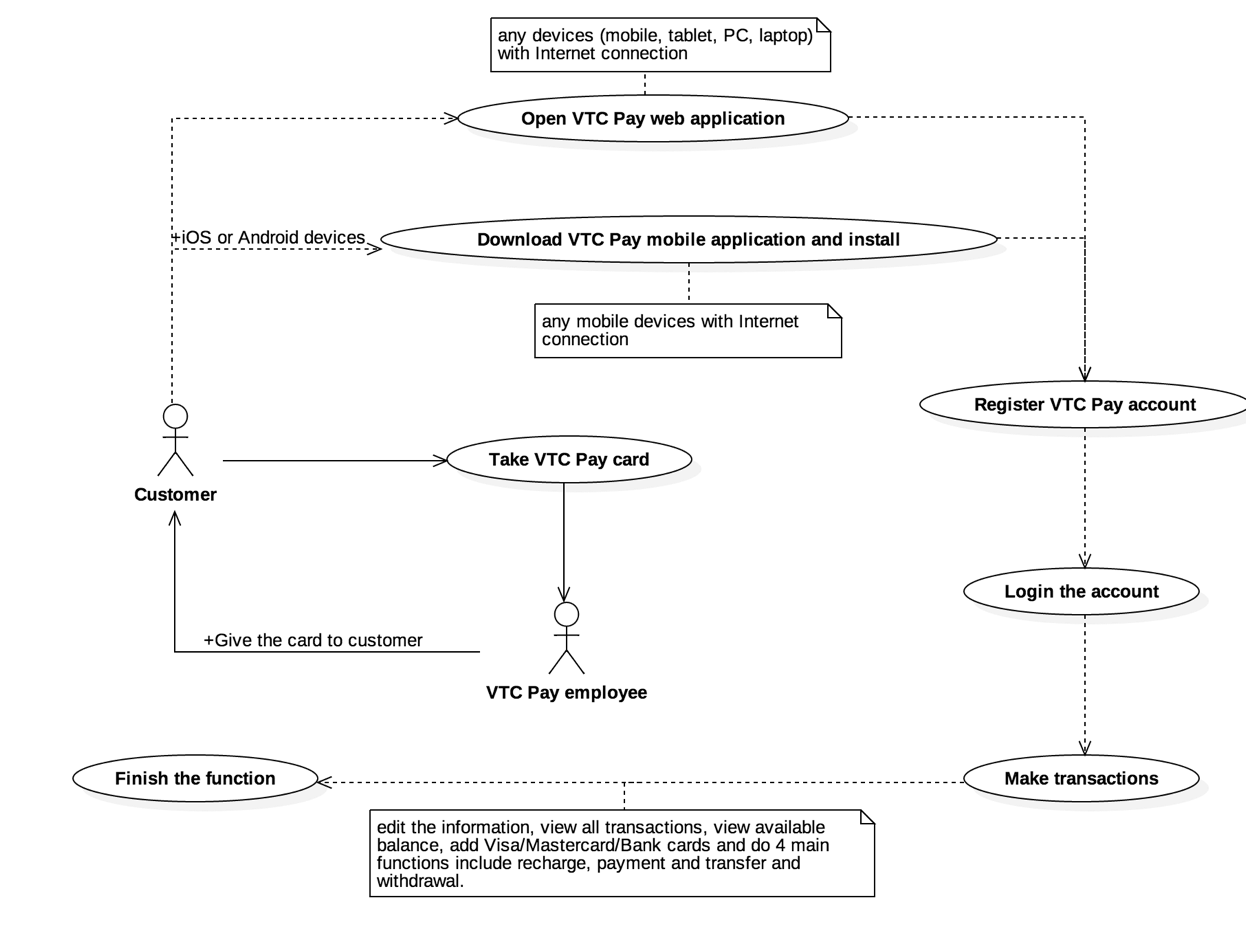 any devices (mobile, tablet, PC, laptop)
with Internet connection
Open VTC Pay web application
+iOS or Android devices
Download VTC Pay mobile application and install
any mobile devices with Internet
connection
Register VTC Pay account
Take VTC Pay card
Customer
Login the account
+Give the card to customer
VTC Pay employee
Finish the function
Make transactions
edit the information, view all transactions, view available
balance, add Visa/Mastercard/Bank cards and do 4 main
functions include recharge, payment and transfer and
withdrawal.